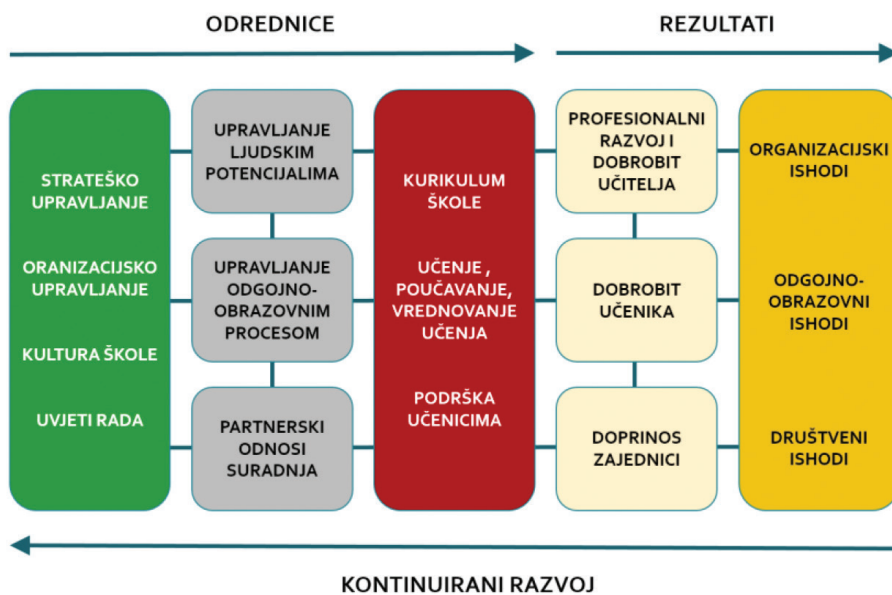 ODREDNICE
REZULTATI
STRATEŠKO
UPRAVLJANJE
ORANIZACIJSKO
UPRAVLJANJE
KULTURA ŠKOLE
UVJETI RADA
UPRAVLJANJE
LJUDSKIM
POTENCIJALIMA
UPRAVLJANJE
ODGOJNO-
OBRAZOVNIM
PROCESOM
PARTNERSKI
ODNOSI
SURADNJA
KURIKULUM
ŠKOLE
UČENJE ,
POUČAVANJE,
VREDNOVANJE
UČENJA
PODRŠKA
UČENICIMA
PROFESIONALNI
RAZVOJ I
DOBROBIT
UČITELJA
DOBROBIT
UČENIKA
DOPRINOS
ZAJEDNICI
ORGANIZACIJSKI
ISHODI
ODGOJNO-
OBRAZOVNI
ISHODI
DRUŠTVENI
ISHODI
KONTINUIRANI RAZVOJ